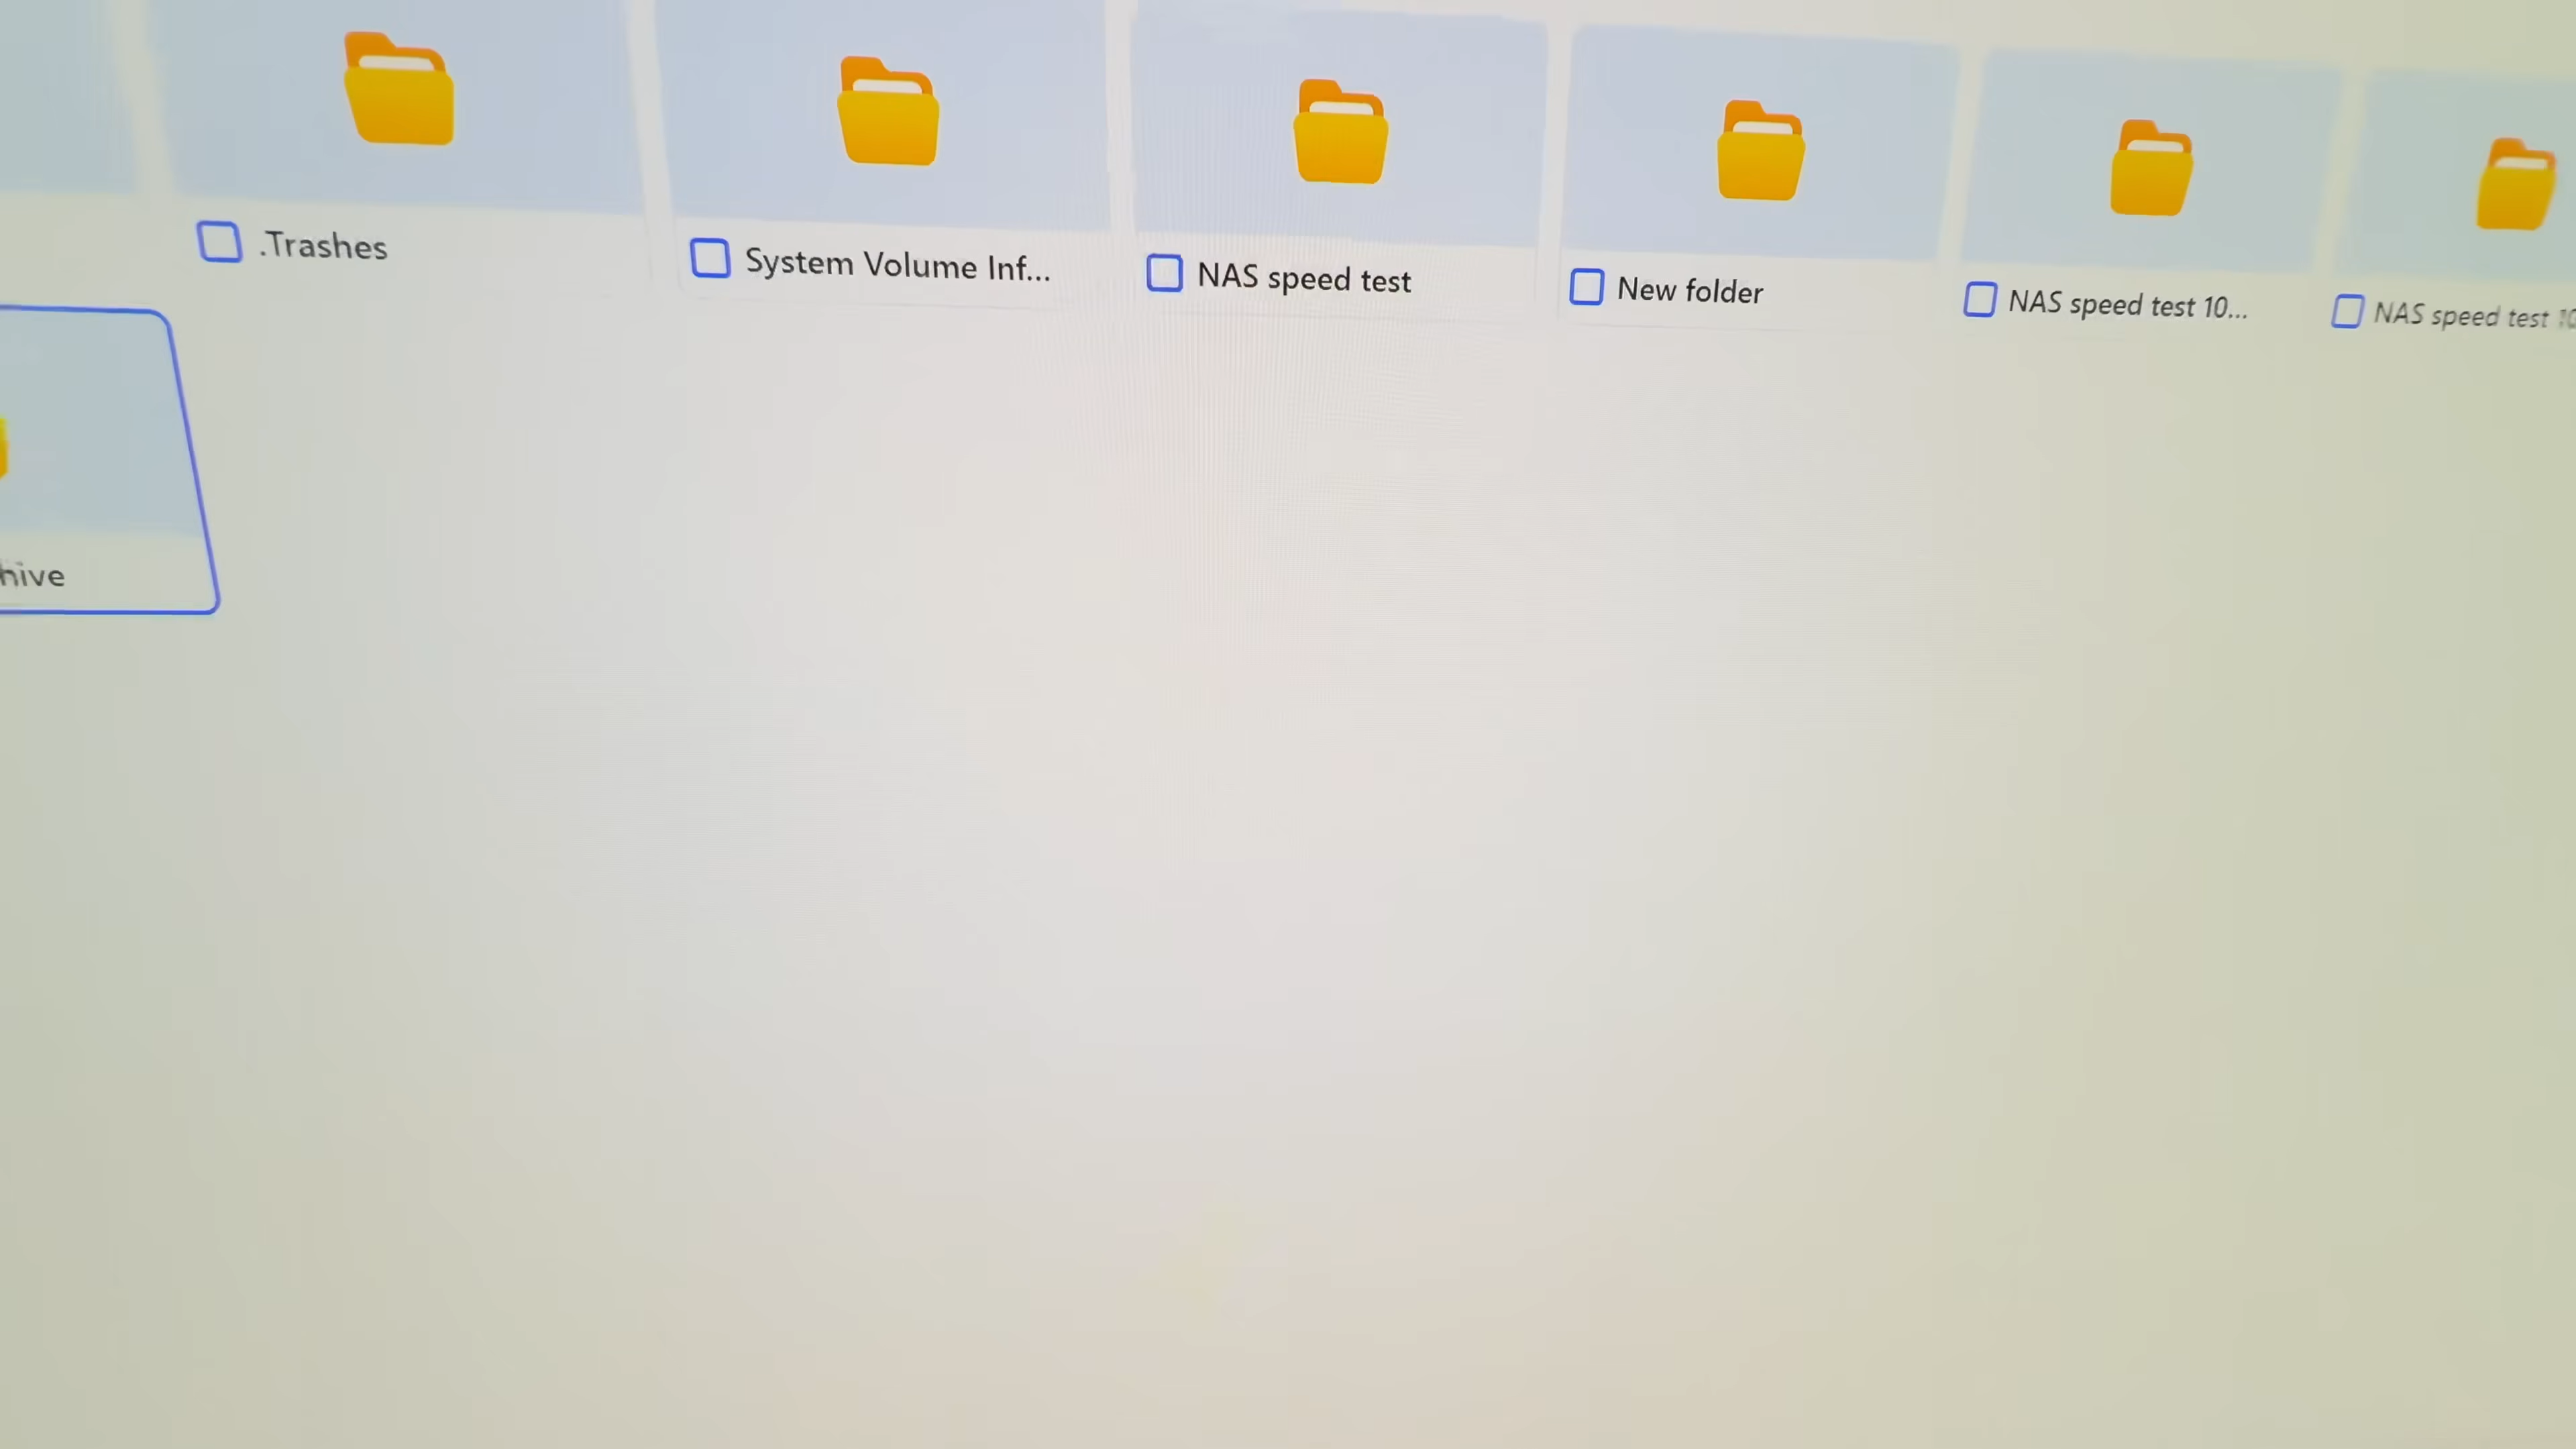 .Trashes
System Volume Inf...
NAS speed test
New folder
NAS speed test 10...
NAS speed test
hive